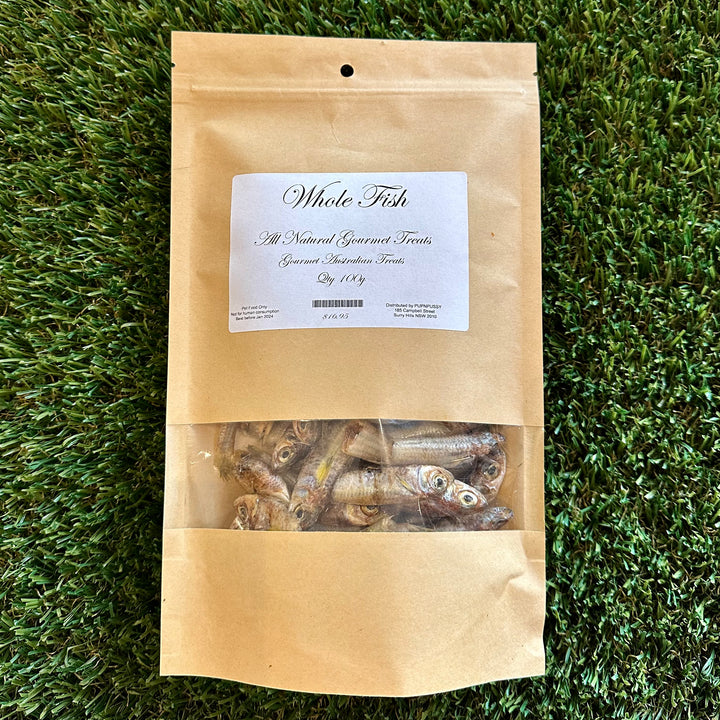 Whole Fish
All Natural Gourmet Treats
Gourmet Australian Treats
Qty 100g
Pet Food Only
Not for human consumption
Best before Jan 2024
$16.95
Distributed by PUPNPUSSY
185 Campbell Street
Surry Hills NSW 2010